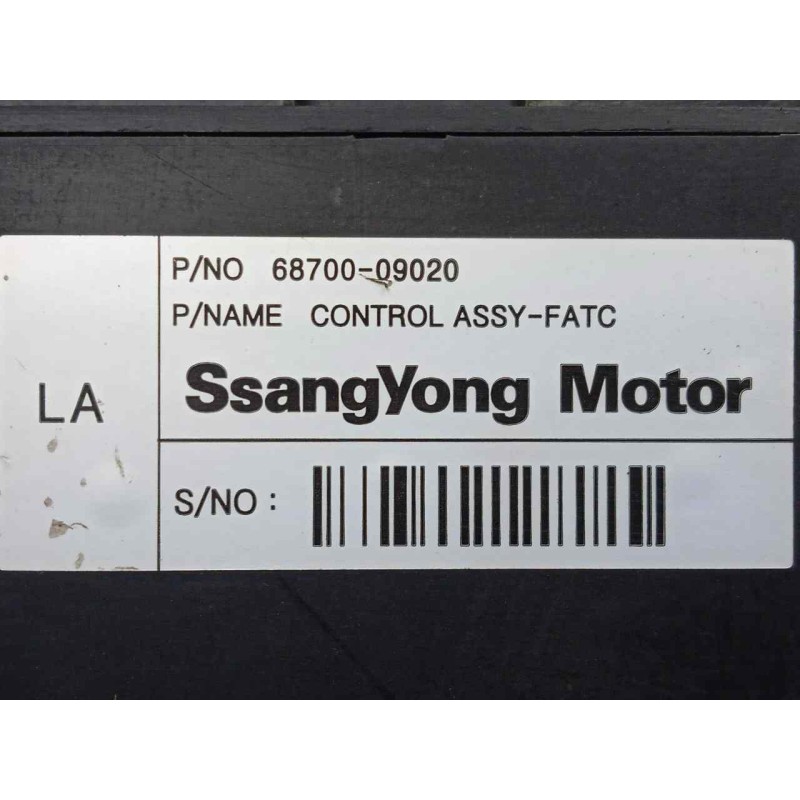 P/NO 68700-09020
P/NAME CONTROL ASSY-FATC
LA
SsangYong Motor
S/NO :